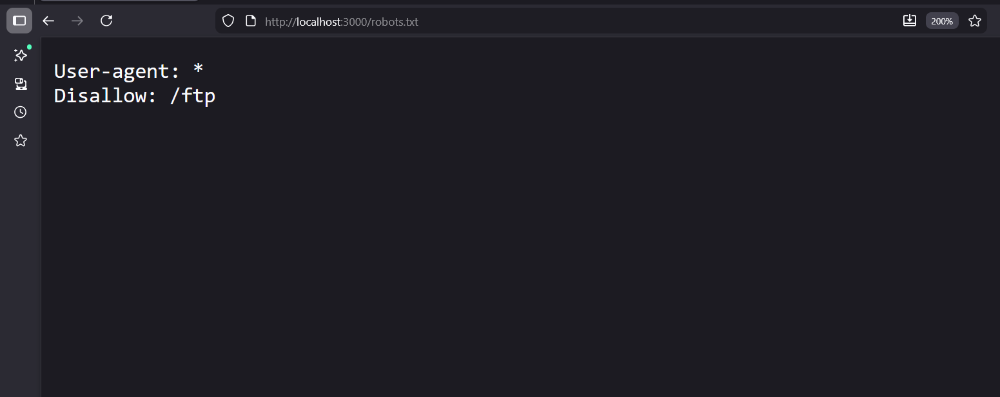 http://localhost:3000/robots.txt
200%
User-agent: *
Disallow: /ftp